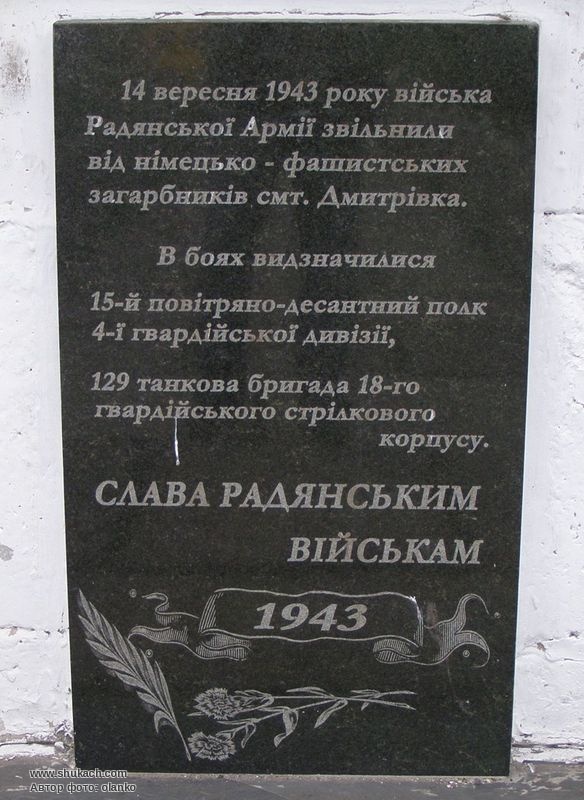 14 вересня 1943 року війська
Радянської Армії звільнили
від німецько - фашистських
загарбників смт. Дмитрівка.
В боях видзначилися
15-й повітряно-десантний полк
4-ї гвардійської дивізії,
129 танкова бригада 18-го
гвардійського стрілкового
корпусу.
СЛАВА РАДЯНСЬКИМ
ВІЙСЬКАМ
1943
www.shukach.com
Автор фото: olanko